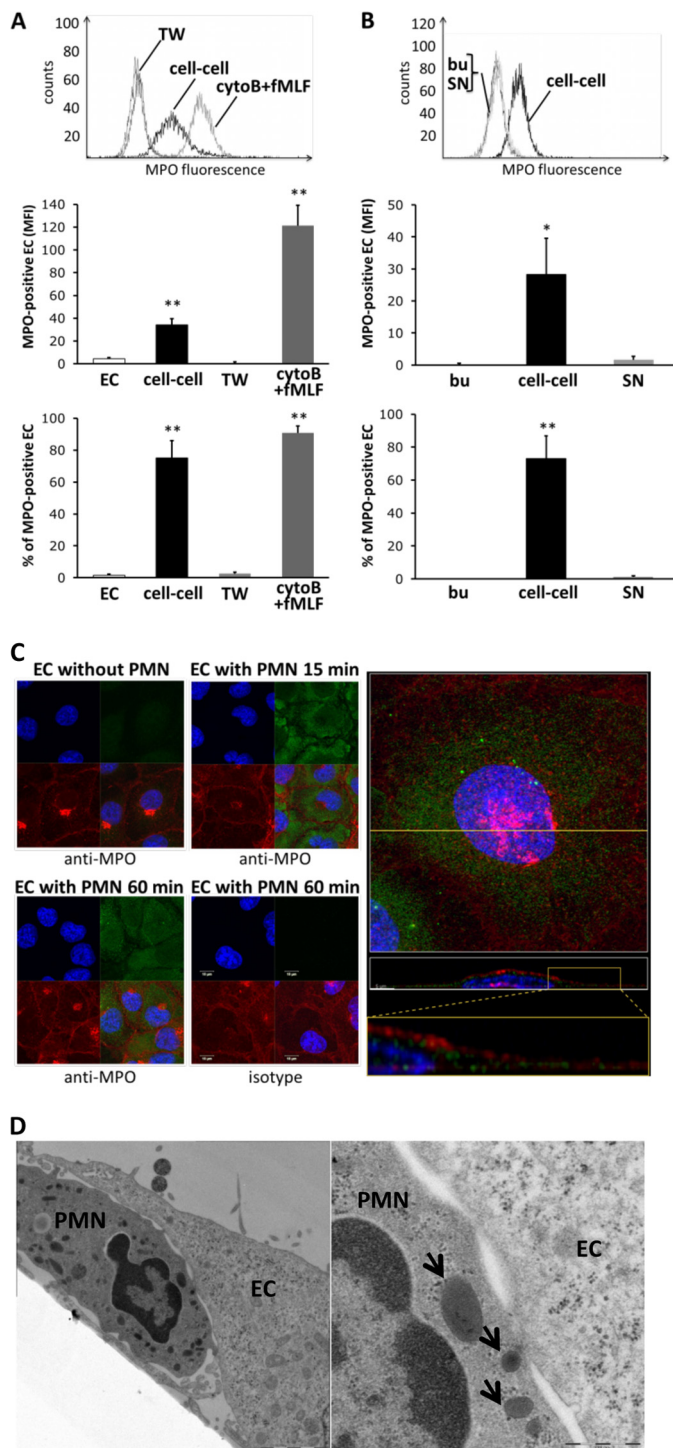 A
100
80
60
40
20
counts
TW
cell-cell
cytoB+fMLF
MPO fluorescence
MPO-positive EC (MFI)
140
120
100
80
60
40
20
0
**
**
EC
cell-cell
TW
cytoB
+fMLF
% of MPO-positive EC
100
80
60
40
20
0
**
**
EC
cell-cell
TW
cytoB
+fMLF
B
120
100
80
60
40
20
counts
bu
SN
cell-cell
MPO fluorescence
MPO-positive EC (MFI)
50
40
30
20
10
0
*
bu
cell-cell
SN
% of MPO-positive EC
100
80
60
40
20
0
**
bu
cell-cell
SN
C
EC without PMN
anti-MPO
EC with PMN 15 min
anti-MPO
EC with PMN 60 min
anti-MPO
EC with PMN 60 min
isotype
D
PMN
EC
PMN
EC